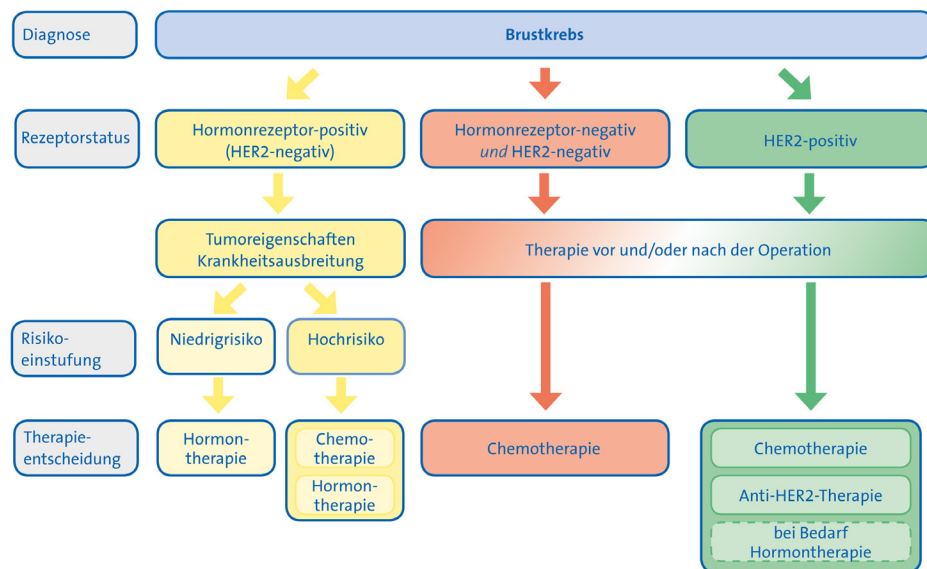 Diagnose
Brustkrebs
Rezeptorstatus
Hormonrezeptor-positiv
(HER2-negativ)
Hormonrezeptor-negativ
und HER2-negativ
HER2-positiv
Tumoreigenschaften
Krankheitsausbreitung
Therapie vor und/oder nach der Operation
Risiko-
einstufung
Niedrigrisiko
Hochrisiko
Therapie-
entscheidung
Hormon-
therapie
Chemo-
therapie
Hormon-
therapie
Chemotherapie
Chemotherapie
Anti-HER2-Therapie
bei Bedarf
Hormontherapie